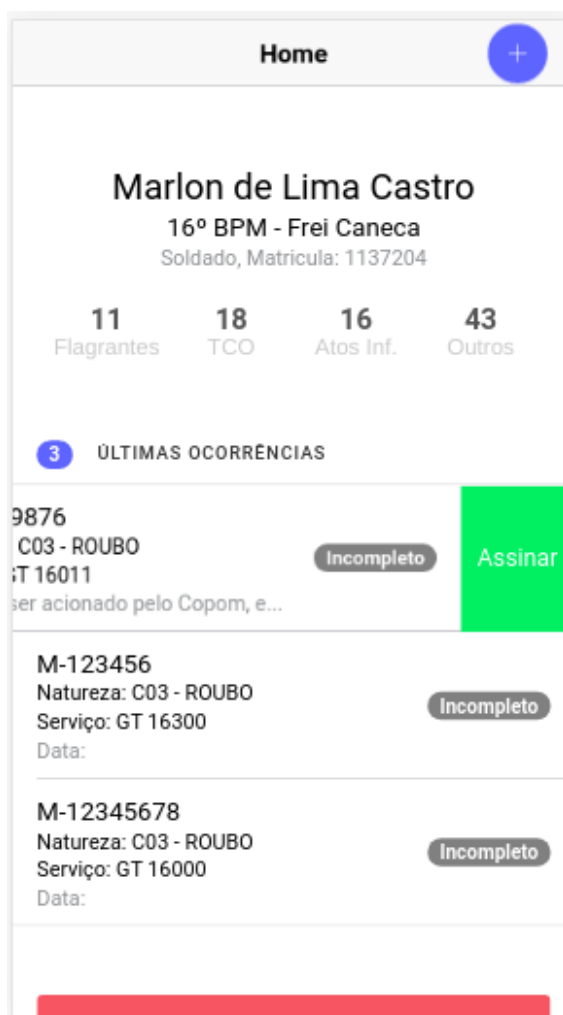 Home
+
Marlon de Lima Castro
16º BPM - Frei Caneca
Soldado, Matricula: 1137204
11 18 16 43
Flagrantes TCO Atos Inf. Outros
3 ÚLTIMAS OCORRÊNCIAS
9876
C03 - ROUBO
Incompleto Assinar
T 16011
ser acionado pelo Copom, e...
M-123456
Natureza: C03 - ROUBO
Incompleto
Serviço: GT 16300
Data:
M-12345678
Natureza: C03 - ROUBO
Incompleto
Serviço: GT 16000
Data: